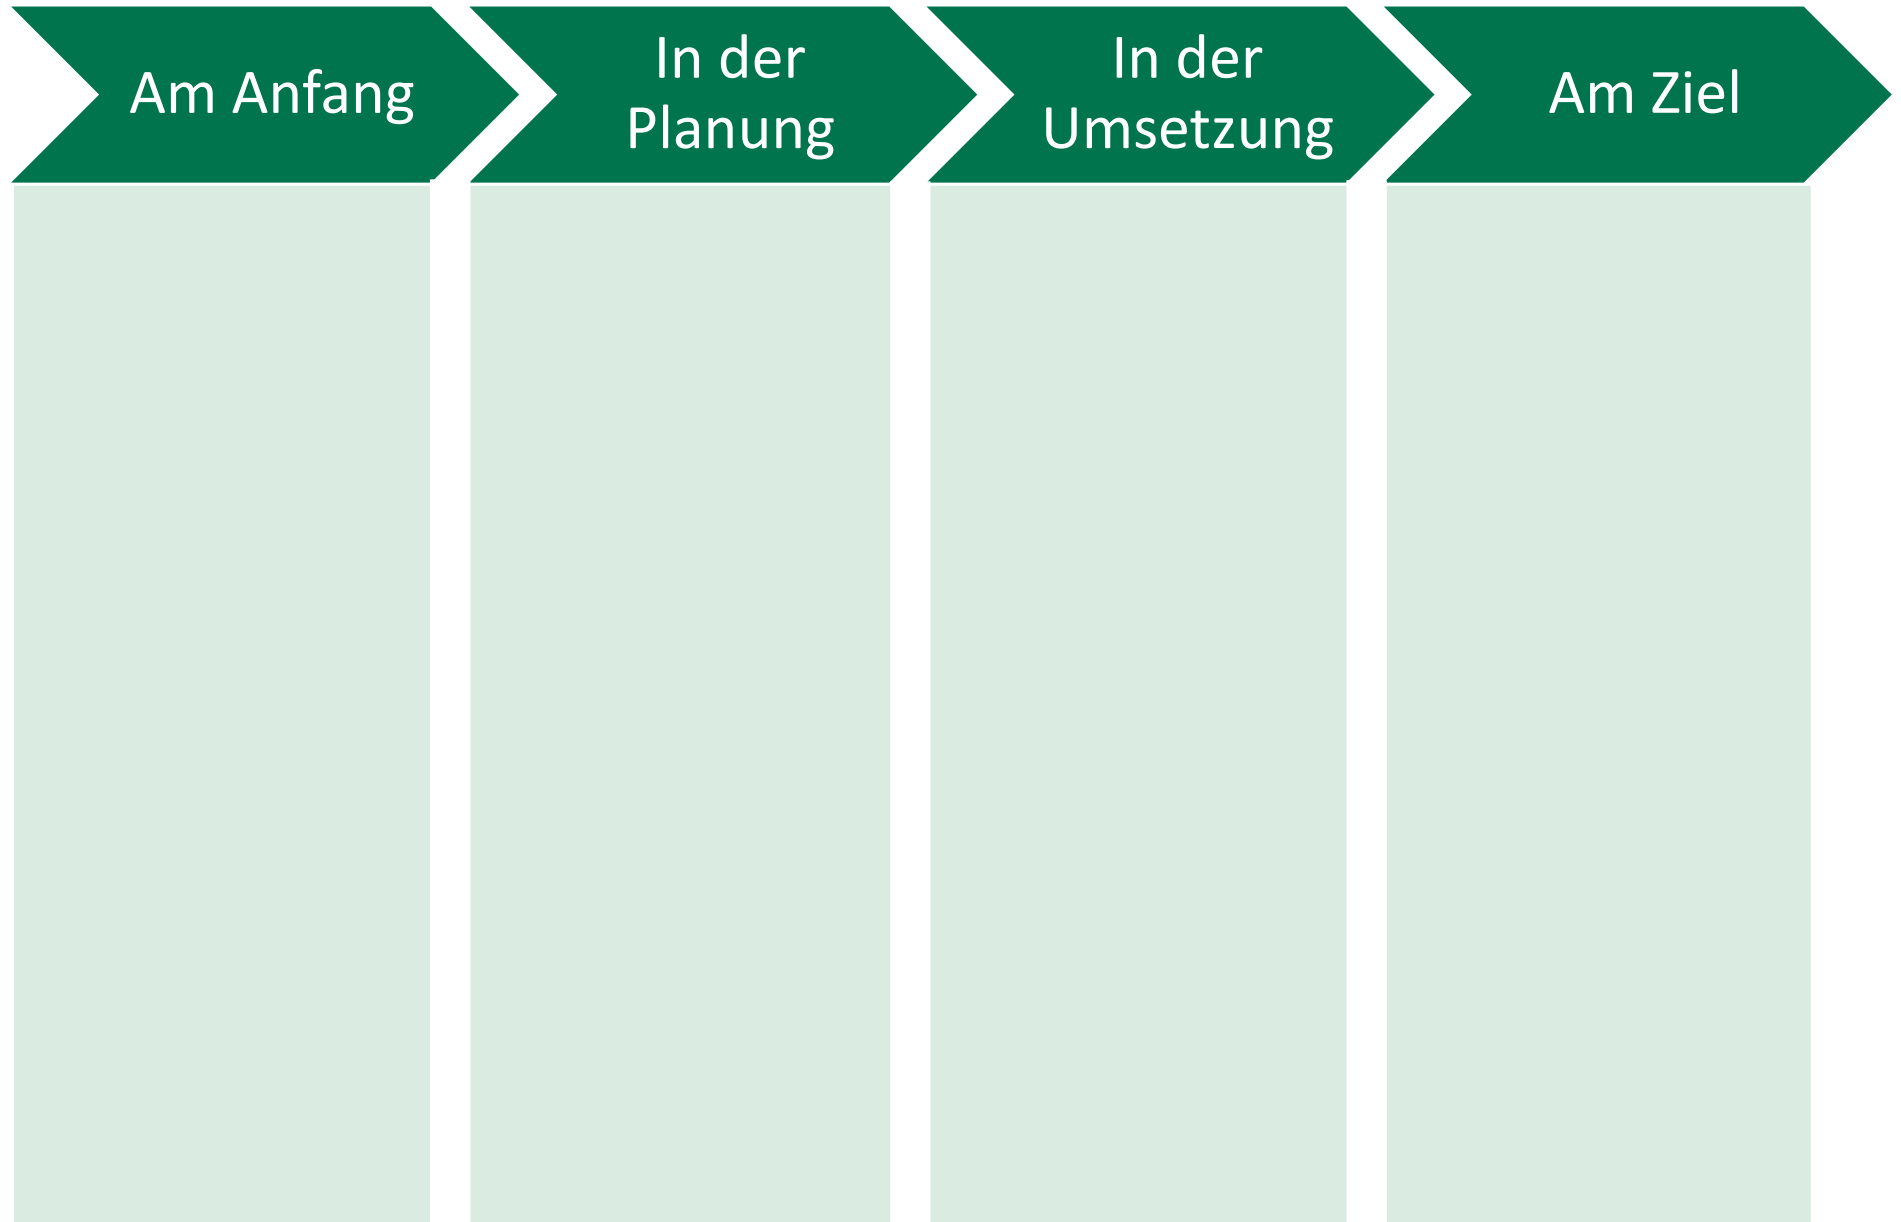 Am Anfang
In der
Planung
In der
Umsetzung
Am Ziel